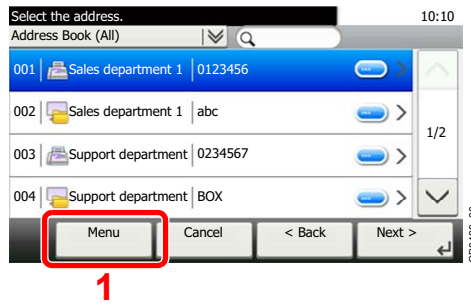 Select the address. 10:10
Address Book (All)
001 Sales department 1 0123456
002 Sales department 1 abc
1/2
003 Support department 0234567
004 Support department BOX
Menu Cancel < Back Next >
1